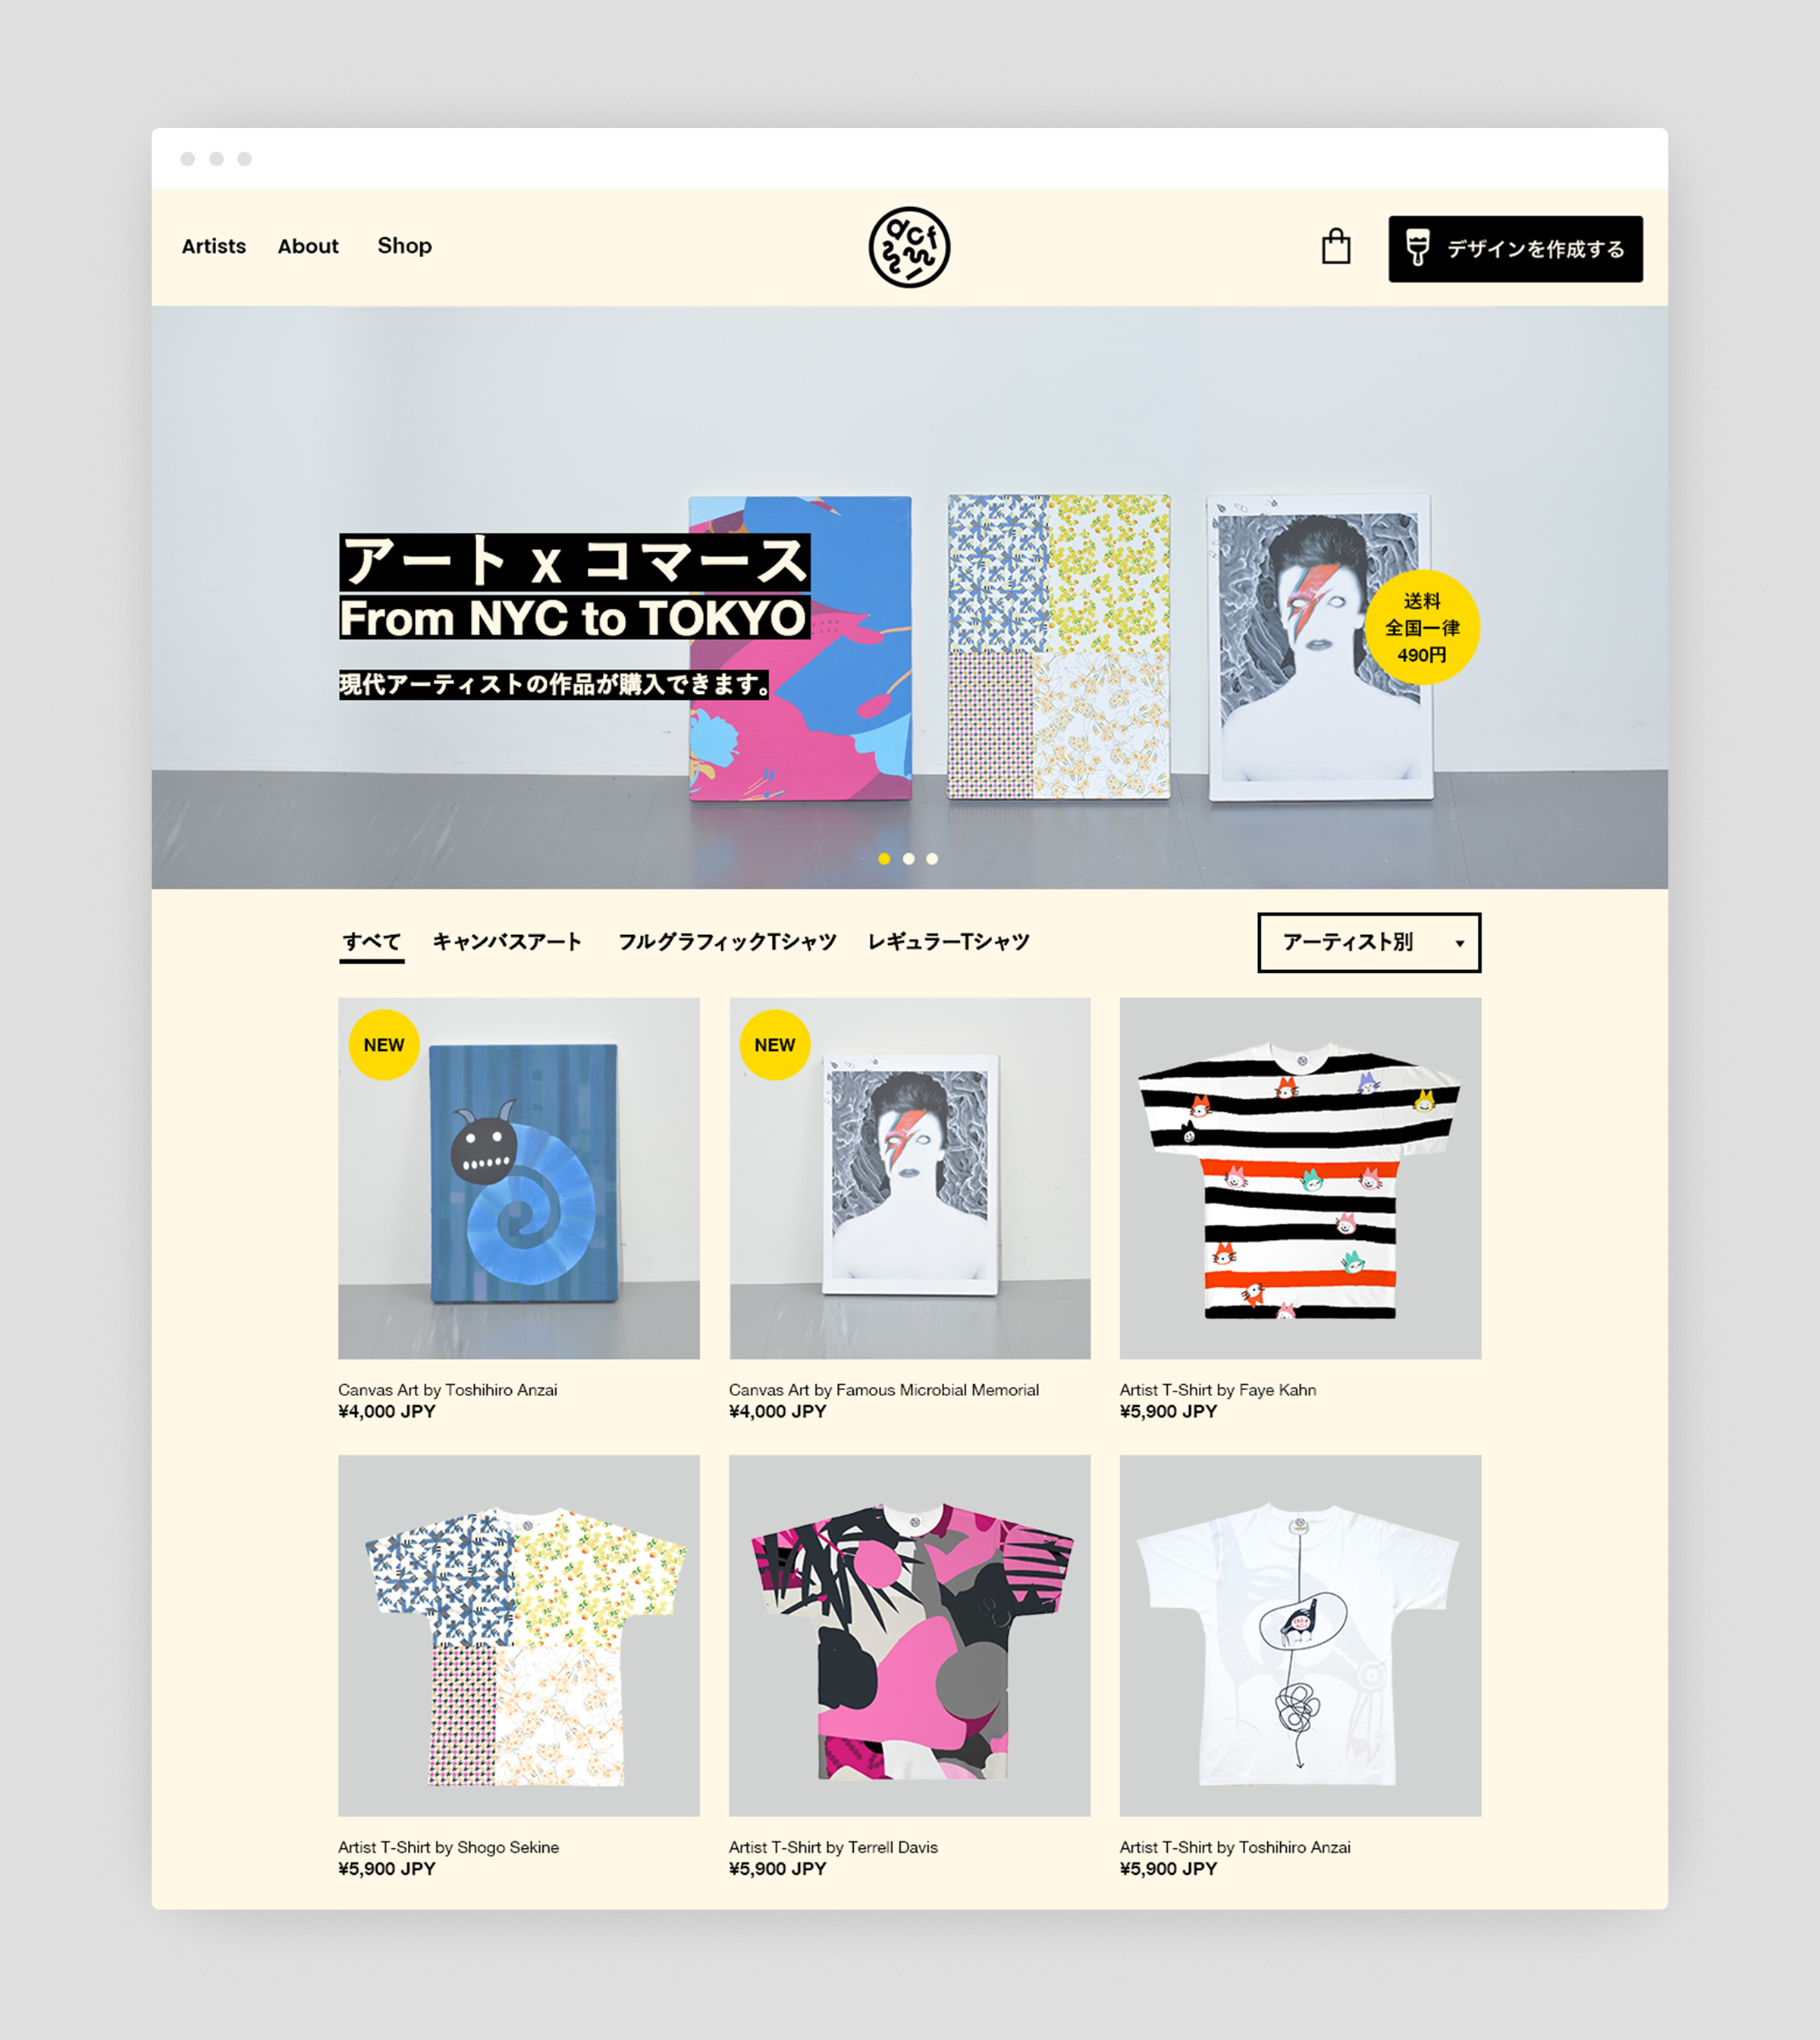 Artists
About
Shop
dcf
デザインを作成する
アート x コマース
From NYC to TOKYO
現代アーティストの作品が購入できます。
送料
全国一律
490円
すべて
キャンバスアート
フルグラフィックTシャツ
レギュラーTシャツ
アーティスト別
NEW
NEW
Canvas Art by Toshihiro Anzai
¥4,000 JPY
Canvas Art by Famous Microbial Memorial
¥4,000 JPY
Artist T-Shirt by Faye Kahn
¥5,900 JPY
Artist T-Shirt by Shogo Sekine
¥5,900 JPY
Artist T-Shirt by Terrell Davis
¥5,900 JPY
Artist T-Shirt by Toshihiro Anzai
¥5,900 JPY